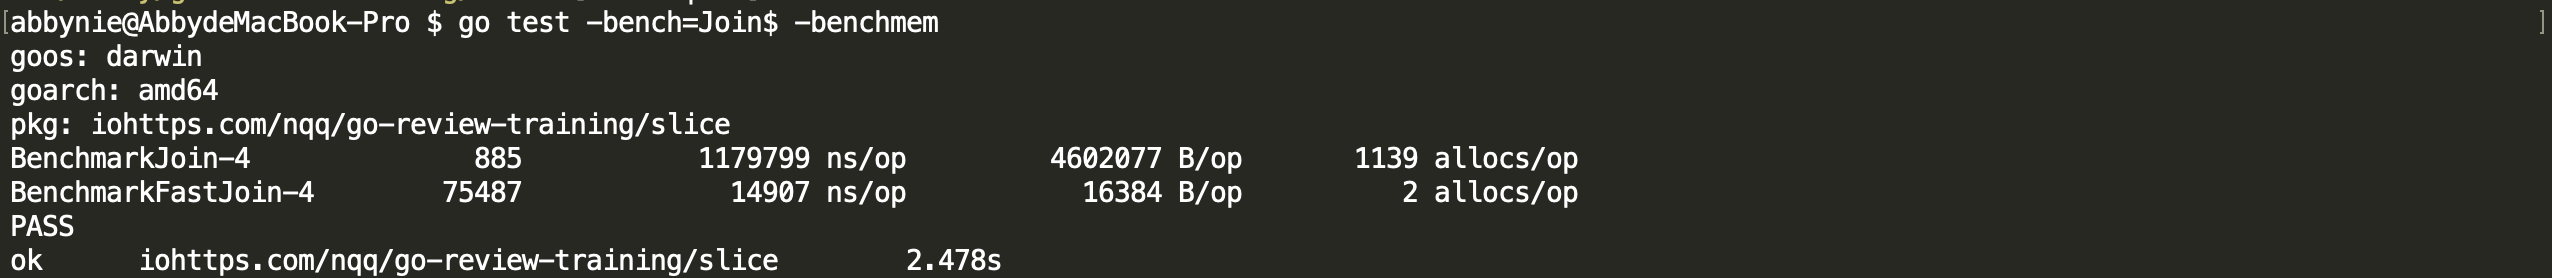 [abbynie@AbbydeMacBook-Pro $ go test -bench=Join$ -benchmem ]
goos: darwin
goarch: amd64
pkg: iohttps.com/nqq/go-review-training/slice
BenchmarkJoin-4 885 1179799 ns/op 4602077 B/op 1139 allocs/op
BenchmarkFastJoin-4 75487 14907 ns/op 16384 B/op 2 allocs/op
PASS
ok iohttps.com/nqq/go-review-training/slice 2.478s